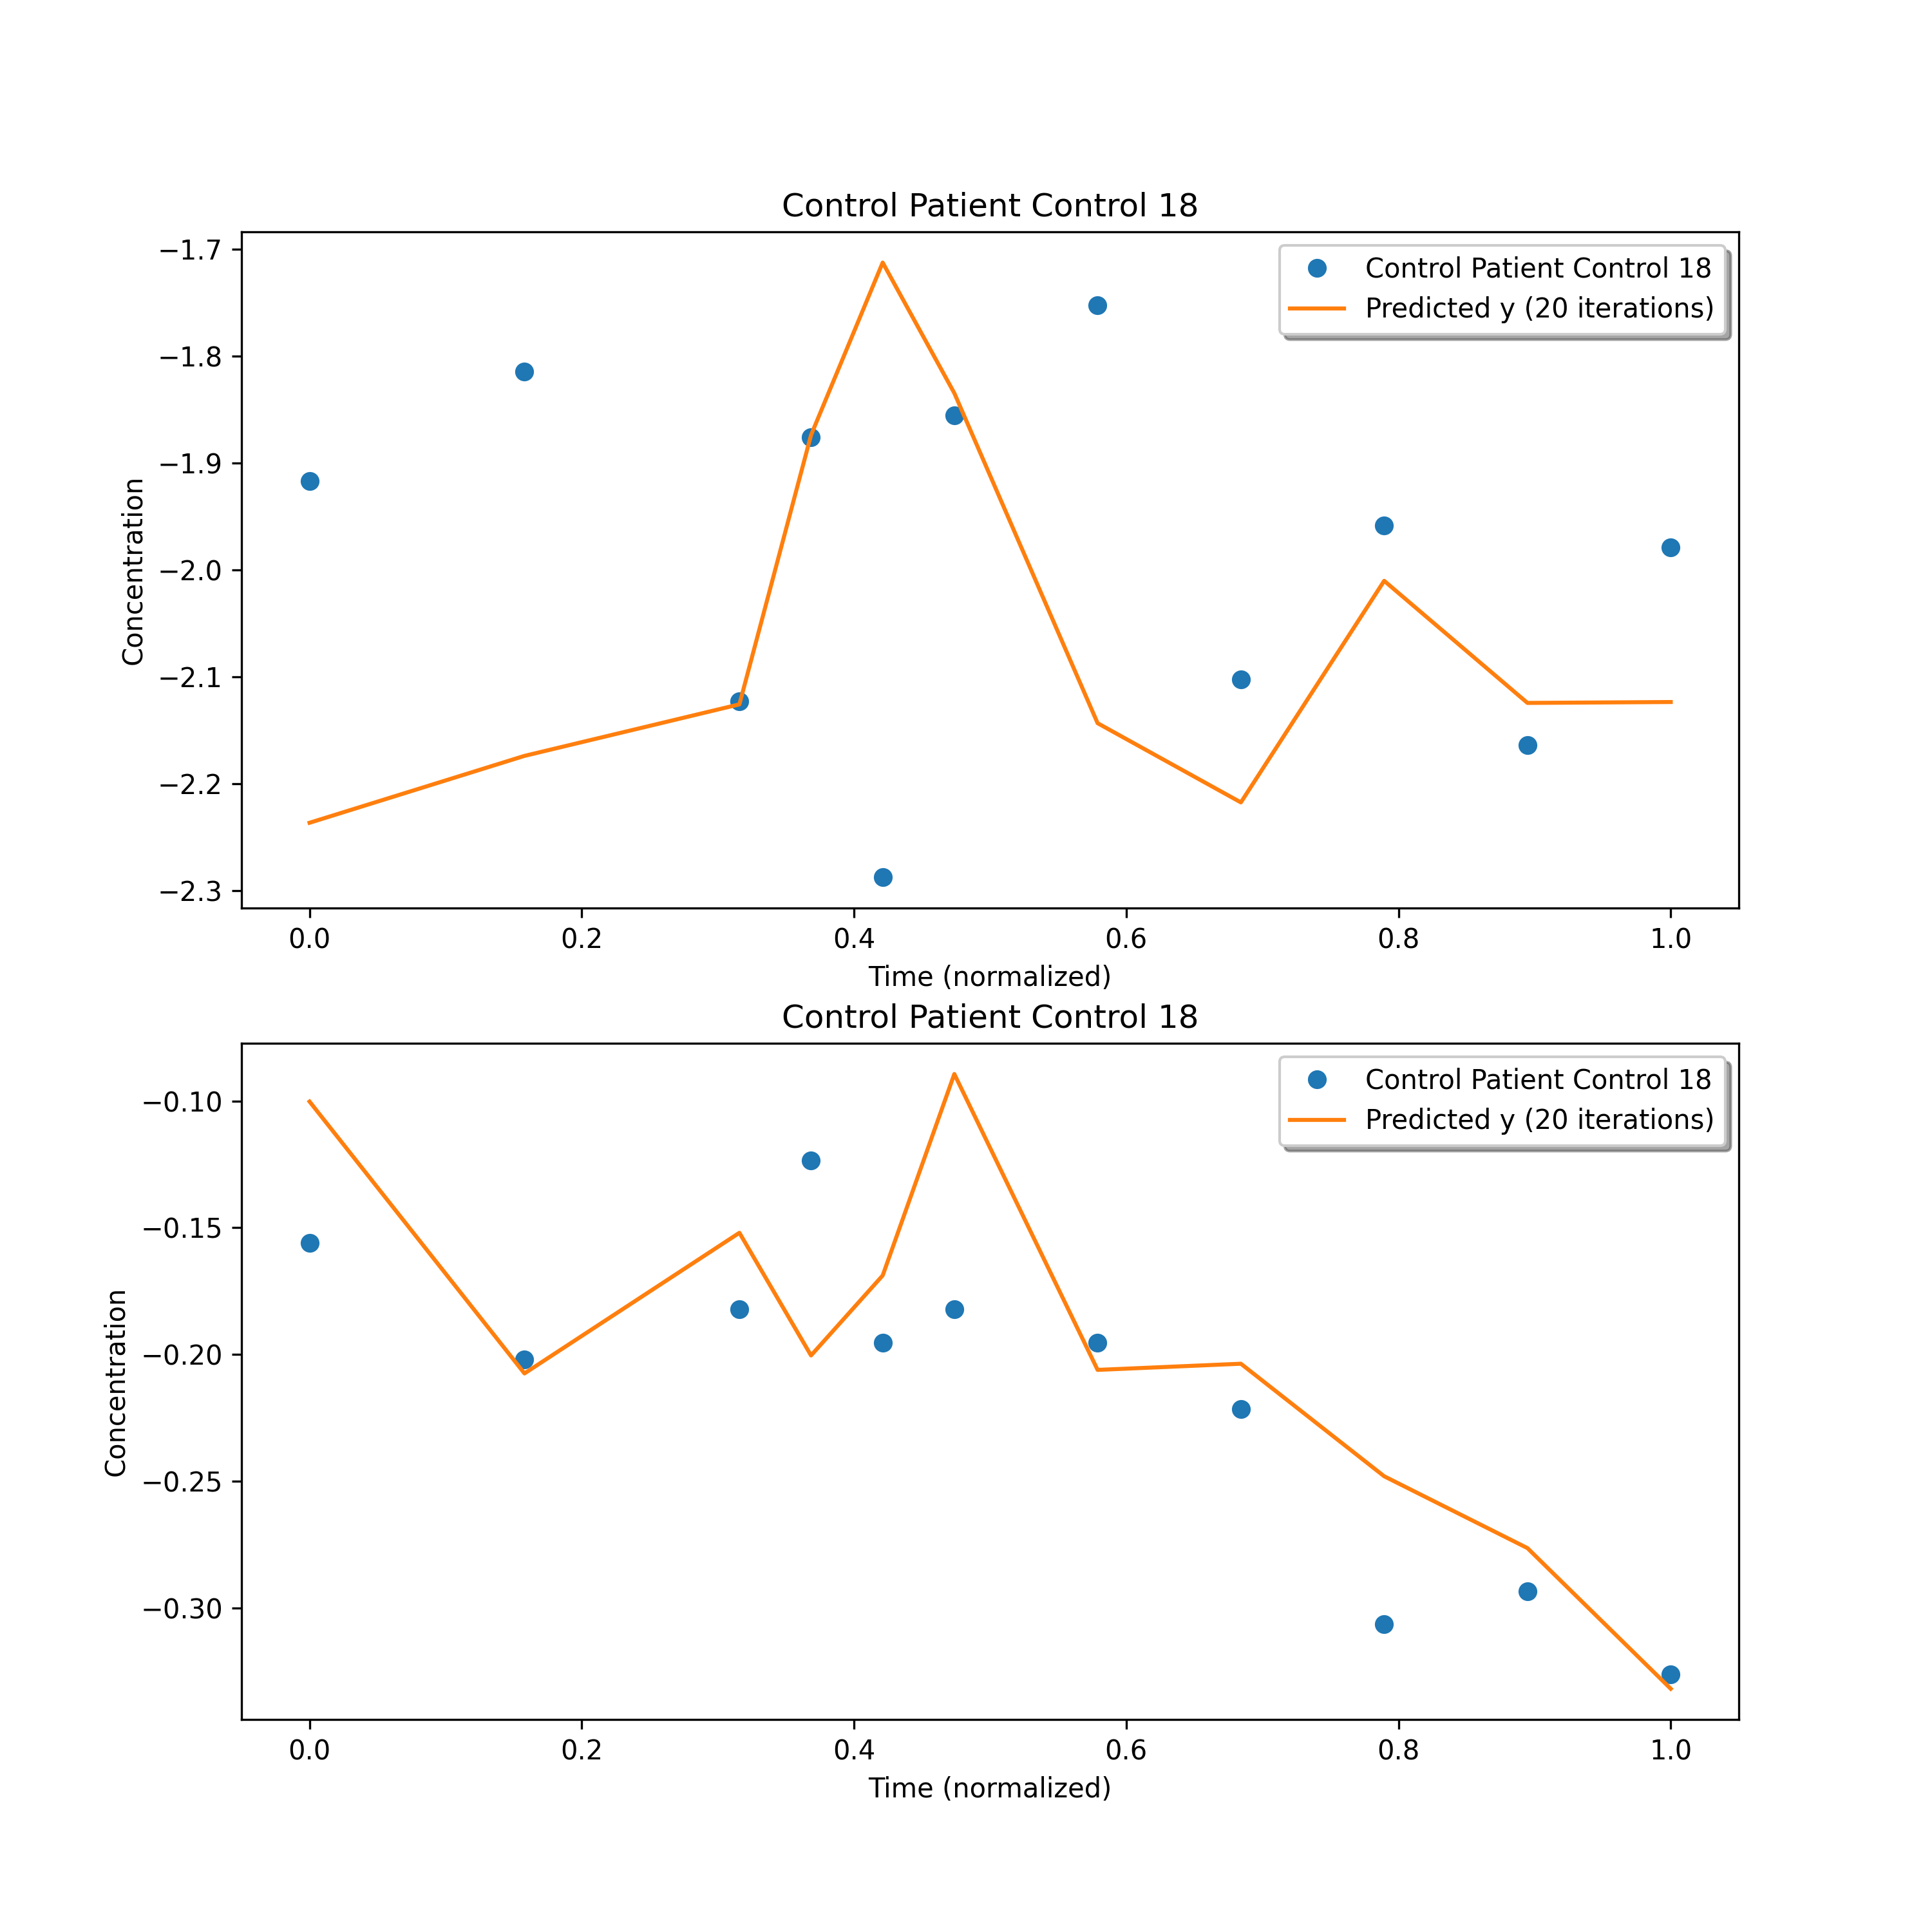 Control Patient Control 18
−1.7
−1.8
−1.9
−2.0
−2.1
−2.2
−2.3
Concentration
Control Patient Control 18
Predicted y (20 iterations)
0.0 0.2 0.4 0.6 0.8 1.0
Time (normalized)
Control Patient Control 18
−0.10
−0.15
−0.20
−0.25
−0.30
Concentration
Control Patient Control 18
Predicted y (20 iterations)
0.0 0.2 0.4 0.6 0.8 1.0
Time (normalized)